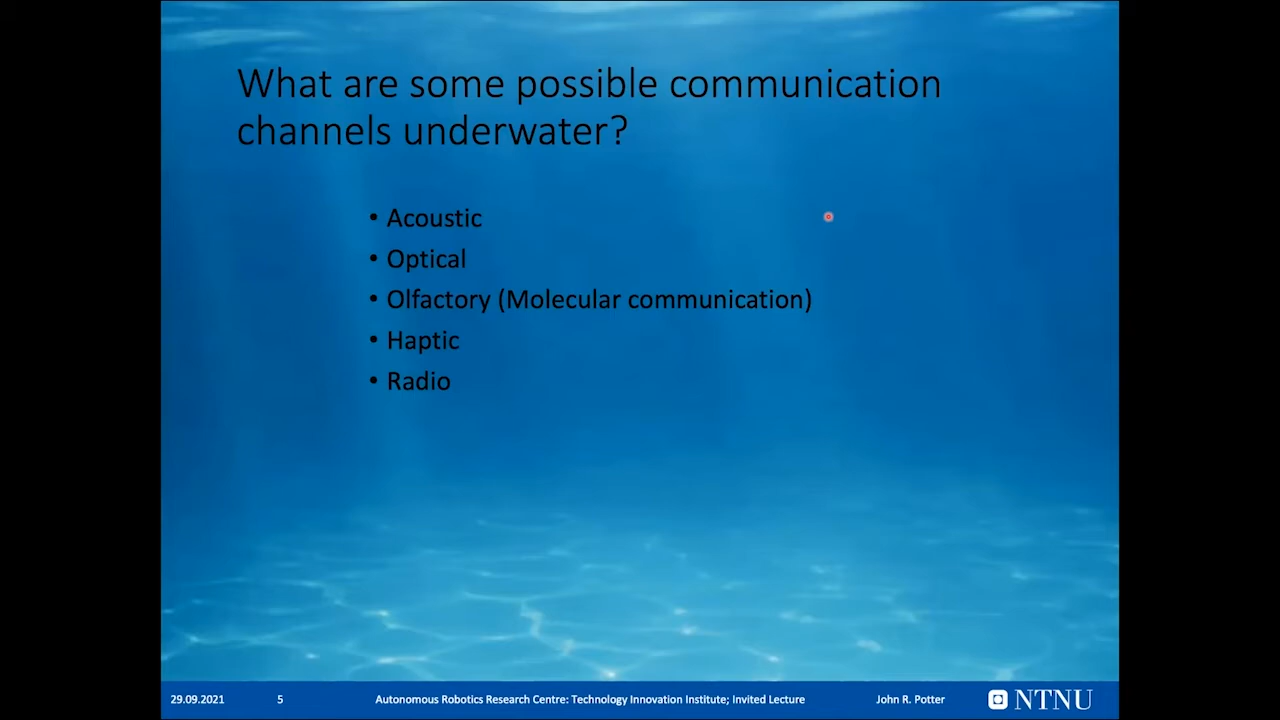 What are some possible communication
channels underwater?
• Acoustic
• Optical
• Olfactory (Molecular communication)
• Haptic
• Radio
29.09.2021 5 Autonomous Robotics Research Centre: Technology Innovation Institute; Invited Lecture John R. Potter NTNU